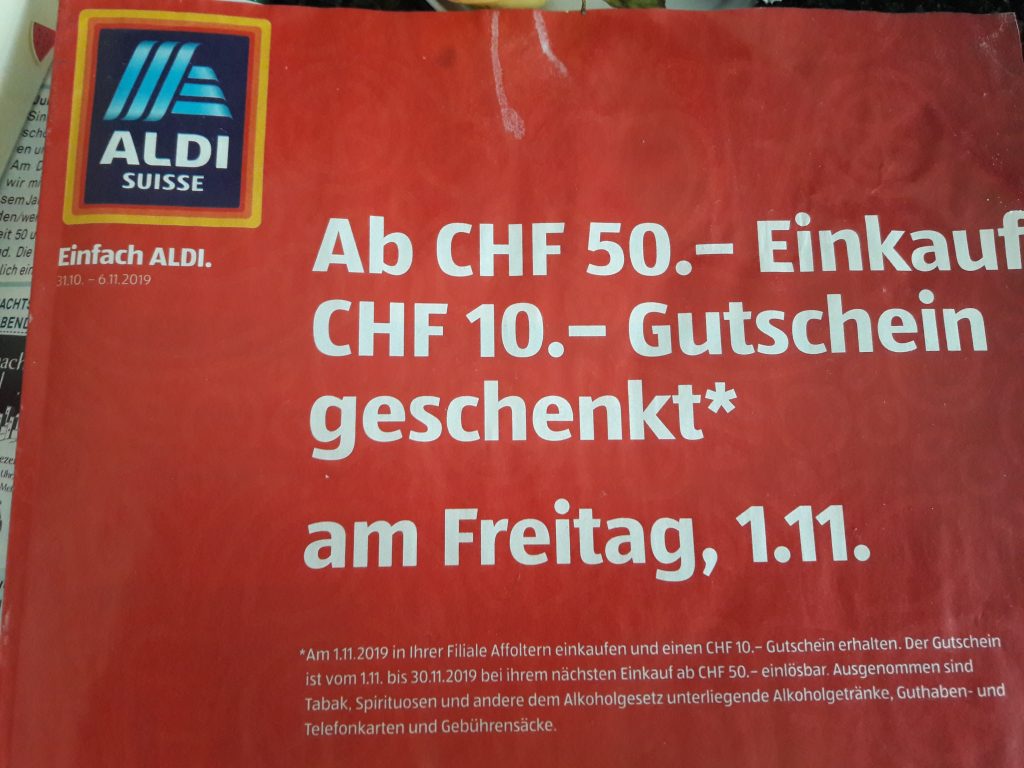 ALDI
SUISSE
Einfach ALDI.
31.10. – 6.11.2019
Ab CHF 50.– Einkauf
CHF 10.– Gutschein
geschenkt*
am Freitag, 1.11.
*Am 1.11.2019 in Ihrer Filiale Affoltern einkaufen und einen CHF 10.– Gutschein erhalten. Der Gutschein
ist vom 1.11. bis 30.11.2019 bei ihrem nächsten Einkauf ab CHF 50.– einlösbar. Ausgenommen sind
Tabak, Spirituosen und andere dem Alkoholgesetz unterliegende Alkoholgetränke, Guthaben- und
Telefonkarten und Gebührensäcke.